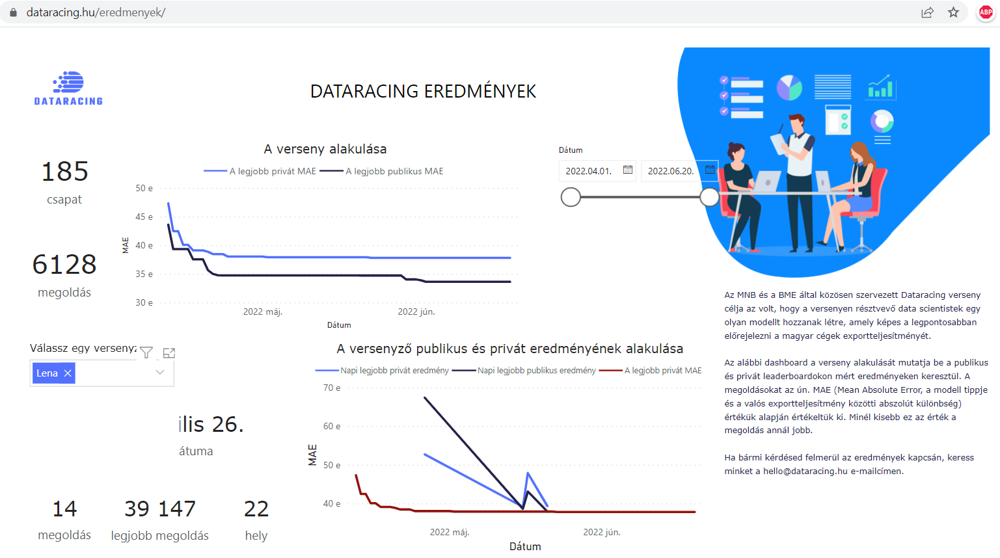 dataracing.hu/eredmenyek/
ABP
DATARACING
DATARACING EREDMÉNYEK
185
csapat
6128
megoldás
A verseny alakulása
A legjobb privát MAE A legjobb publikus MAE
50 e
45 e
40 e
35 e
30 e
MAE
2022 máj. 2022 jún.
Dátum
Dátum
2022.04.01. 2022.06.20.
Az MNB és a BME által közösen szervezett Dataracing verseny
célja az volt, hogy a versenyen résztvevő data scientistek egy
olyan modellt hozzanak létre, amely képes a legpontosabban
előrejelezni a magyar cégek exportteljesítményét.
Az alábbi dashboard a verseny alakulását mutatja be a publikus
és privát leaderboardokon mért eredményeken keresztül. A
megoldásokat az ún. MAE (Mean Absolute Error, a modell tippje
és a valós exportteljesítmény közötti abszolút különbség)
értékük alapján értékeltük ki. Minél kisebb ez az érték a
megoldás annál jobb.
Ha bármi kérdésed felmerül az eredmények kapcsán, keress
minket a hello@dataracing.hu e-mailcímen.
Válassz egy versenyz
Lena
ilis 26.
átuma
14
megoldás
39 147
legjobb megoldás
22
hely
A versenyző publikus és privát eredményének alakulása
Napi legjobb privát eredmény Napi legjobb publikus eredmény A legjobb privát MAE
70 e
60 e
50 e
40 e
MAE
2022 máj. 2022 jún.
Dátum